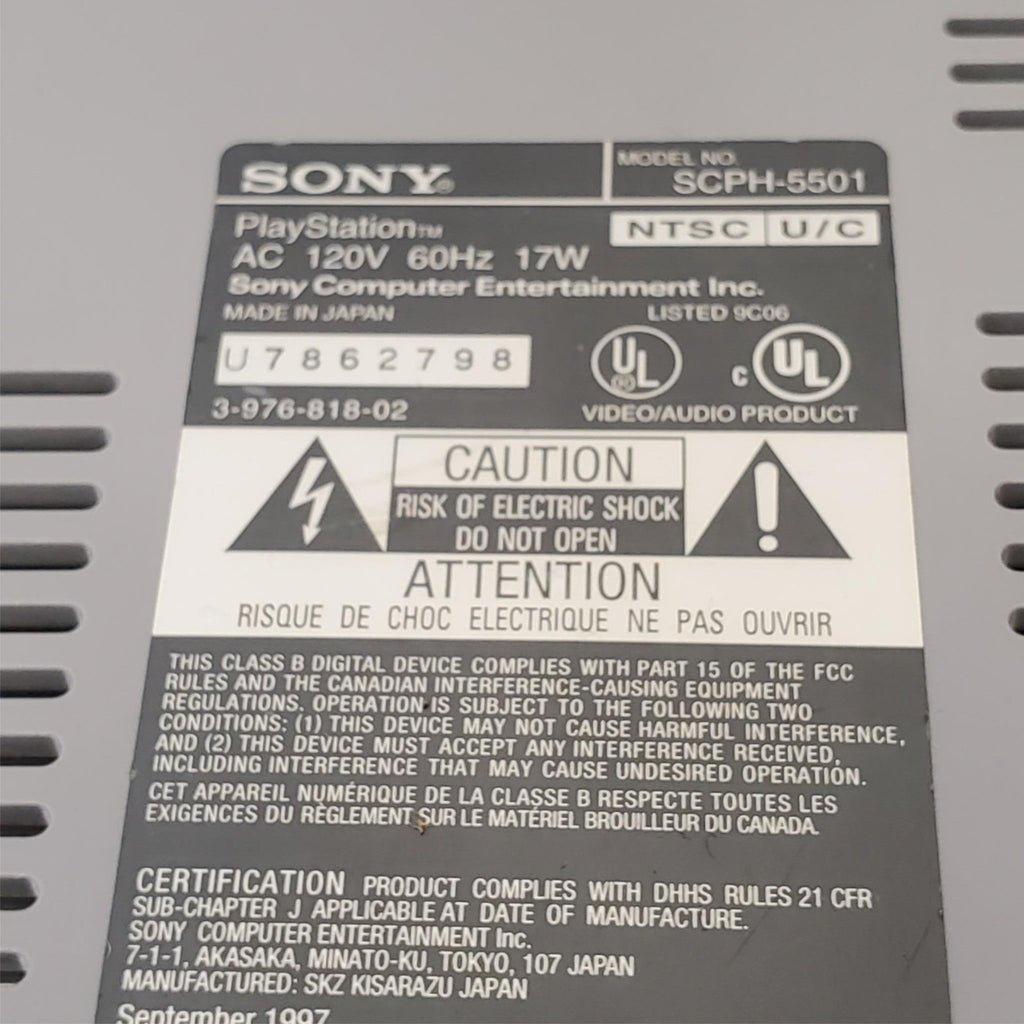 SONY®
MODEL NO.
SCPH-5501
PlayStation™
NTSC U/C
AC 120V 60Hz 17W
Sony Computer Entertainment Inc.
MADE IN JAPAN
LISTED 9C06
U7862798
UL
c UL
3-976-818-02
VIDEO/AUDIO PRODUCT
CAUTION
RISK OF ELECTRIC SHOCK
DO NOT OPEN
ATTENTION
RISQUE DE CHOC ELECTRIQUE NE PAS OUVRIR
THIS CLASS B DIGITAL DEVICE COMPLIES WITH PART 15 OF THE FCC
RULES AND THE CANADIAN INTERFERENCE-CAUSING EQUIPMENT
REGULATIONS. OPERATION IS SUBJECT TO THE FOLLOWING TWO
CONDITIONS: (1) THIS DEVICE MAY NOT CAUSE HARMFUL INTERFERENCE,
AND (2) THIS DEVICE MUST ACCEPT ANY INTERFERENCE RECEIVED,
INCLUDING INTERFERENCE THAT MAY CAUSE UNDESIRED OPERATION.
CET APPAREIL NUMÉRIQUE DE LA CLASSE B RESPECTE TOUTES LES
EXIGENCES DU RÈGLEMENT SUR LE MATÉRIEL BROUILLEUR DU CANADA.
CERTIFICATION PRODUCT COMPLIES WITH DHHS RULES 21 CFR
SUB-CHAPTER J APPLICABLE AT DATE OF MANUFACTURE.
SONY COMPUTER ENTERTAINMENT Inc.
7-1-1, AKASAKA, MINATO-KU, TOKYO, 107 JAPAN
MANUFACTURED: SKZ KISARAZU JAPAN
September 1997